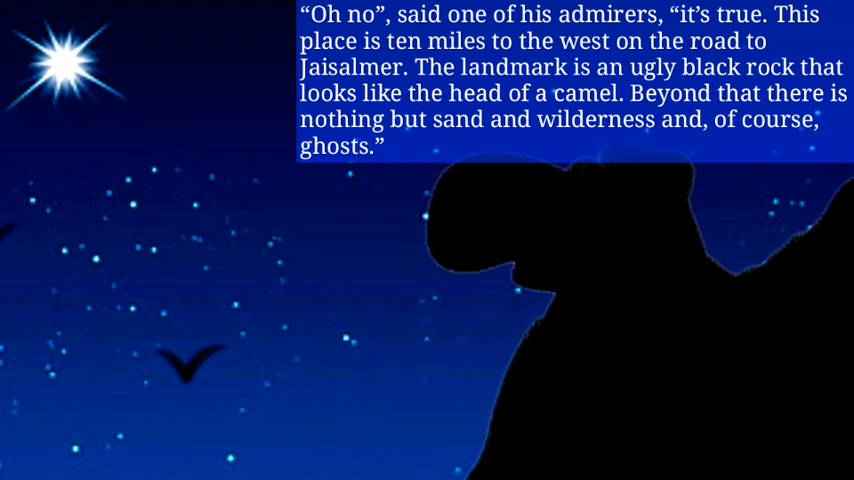 “Oh no”, said one of his admirers, “it’s true. This
place is ten miles to the west on the road to
Jaisalmer. The landmark is an ugly black rock that
looks like the head of a camel. Beyond that there is
nothing but sand and wilderness and, of course,
ghosts.”